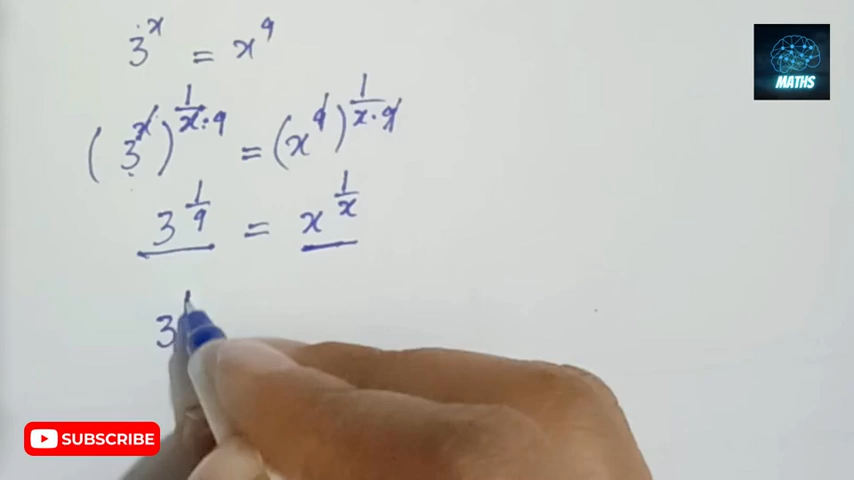 3^x = x^9
(3^x)^(1/x·9) = (x^9)^(1/x·9)
3^(1/9) = x^(1/x)
3
MATHS
SUBSCRIBE